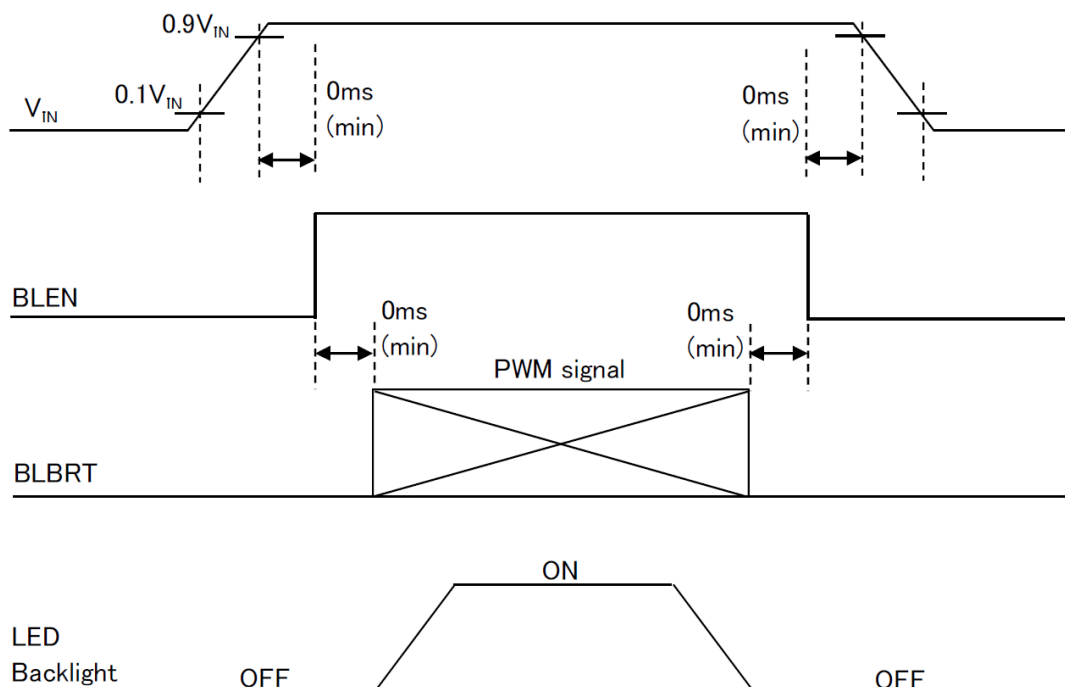 0.9VIN
0.1VIN
VIN
0ms
(min)
0ms
(min)
BLEN
0ms
(min)
0ms
(min)
PWM signal
BLBRT
ON
LED
Backlight
OFF
OFF